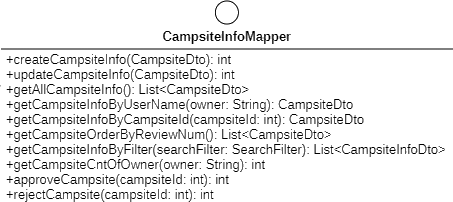 CampsiteInfoMapper
+createCampsiteInfo(CampsiteDto): int
+updateCampsiteInfo(CampsiteDto): int
+getAllCampsiteInfo(): List<CampsiteDto>
+getCampsiteInfoByUserName(owner: String): CampsiteDto
+getCampsiteInfoByCampsiteId(campsiteId: int): CampsiteDto
+getCampsiteOrderByReviewNum(): List<CampsiteDto>
+getCampsiteInfoByFilter(searchFilter: SearchFilter): List<CampsiteInfoDto>
+getCampsiteCntOfOwner(owner: String): int
+approveCampsite(campsiteId: int): int
+rejectCampsite(campsiteId: int): int